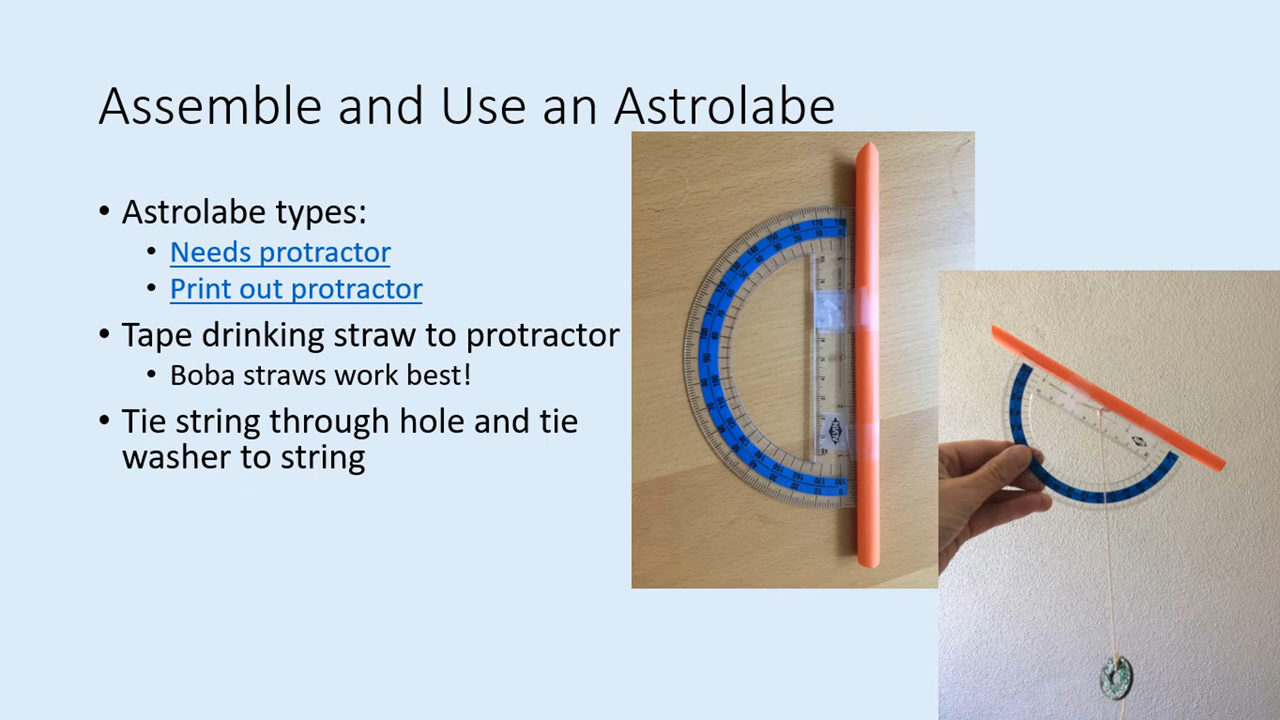 Assemble and Use an Astrolabe
• Astrolabe types:
• Needs protractor
• Print out protractor
• Tape drinking straw to protractor
• Boba straws work best!
• Tie string through hole and tie
washer to string